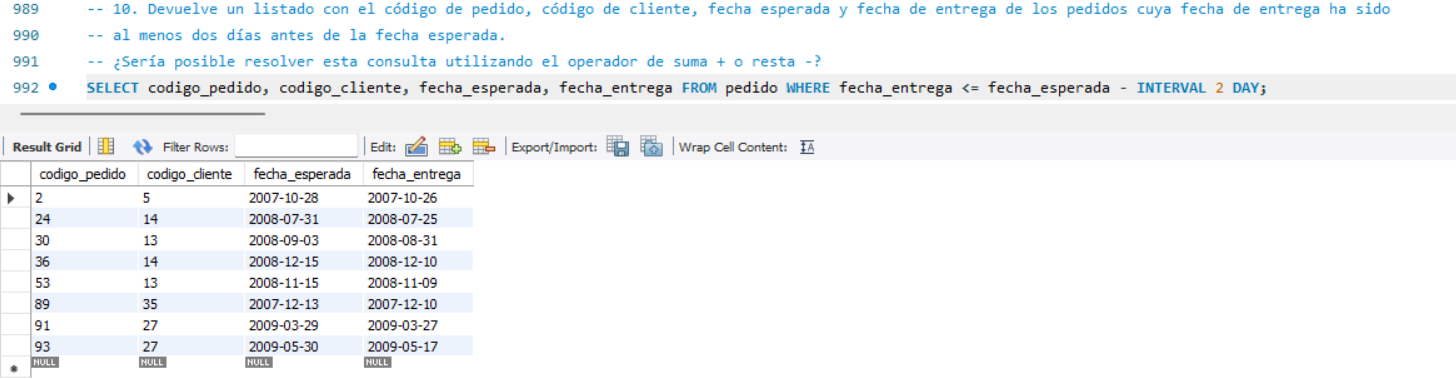 989 -- 10. Devuelve un listado con el código de pedido, código de cliente, fecha esperada y fecha de entrega de los pedidos cuya fecha de entrega ha sido
990 -- al menos dos días antes de la fecha esperada.
991 -- ¿Sería posible resolver esta consulta utilizando el operador de suma + o resta -?
992 SELECT codigo_pedido, codigo_cliente, fecha_esperada, fecha_entrega FROM pedido WHERE fecha_entrega <= fecha_esperada - INTERVAL 2 DAY;
Result Grid Filter Rows: Edit: Export/Import: Wrap Cell Content: IA
codigo_pedido codigo_cliente fecha_esperada fecha_entrega
2 5 2007-10-28 2007-10-26
24 14 2008-07-31 2008-07-25
30 13 2008-09-03 2008-08-31
36 14 2008-12-15 2008-12-10
53 13 2008-11-15 2008-11-09
89 35 2007-12-13 2007-12-10
91 27 2009-03-29 2009-03-27
93 27 2009-05-30 2009-05-17
NULL NULL NULL NULL